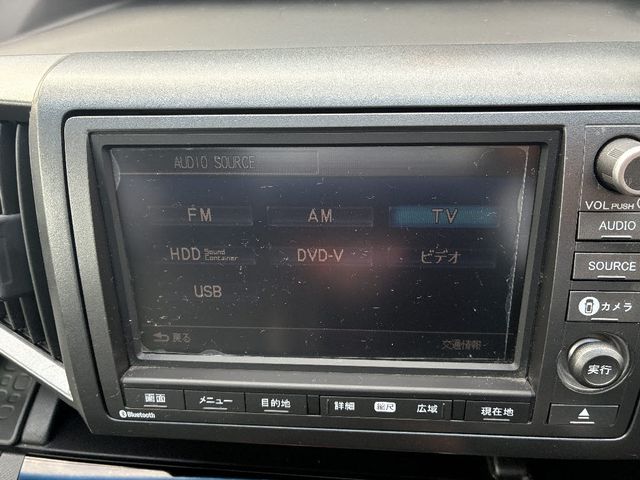 AUDIO SOURCE
FM AM TV
HDD Sound Container DVD-V ビデオ
USB
戻る 交通情報
VOL PUSH
AUDIO
SOURCE
カメラ
実行
画面 メニュー 目的地 詳細 縮尺 広域 現在地
Bluetooth